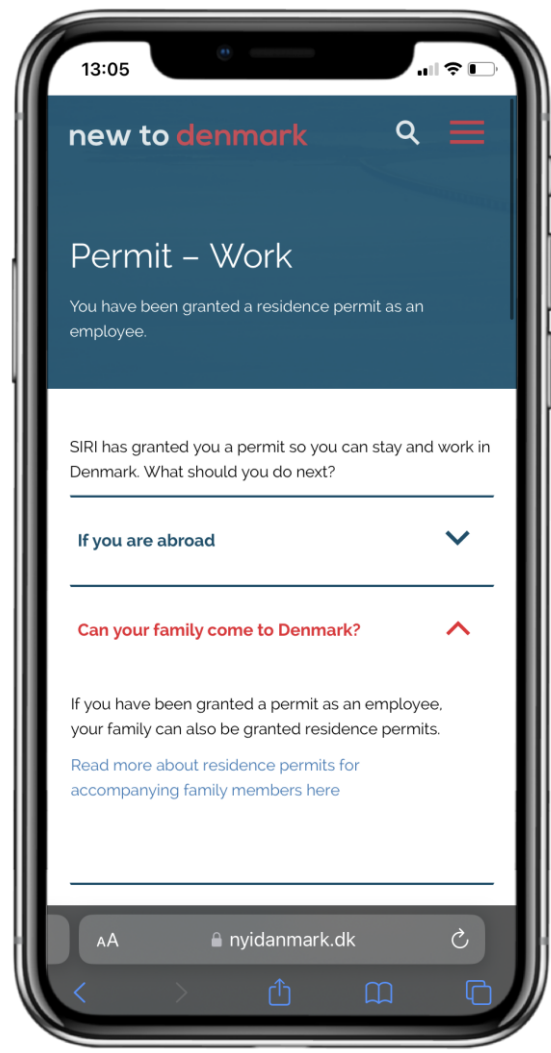 13:05
new to denmark
Permit – Work
You have been granted a residence permit as an
employee.
SIRI has granted you a permit so you can stay and work in
Denmark. What should you do next?
If you are abroad
Can your family come to Denmark?
If you have been granted a permit as an employee,
your family can also be granted residence permits.
Read more about residence permits for
accompanying family members here
AA
nyidanmark.dk